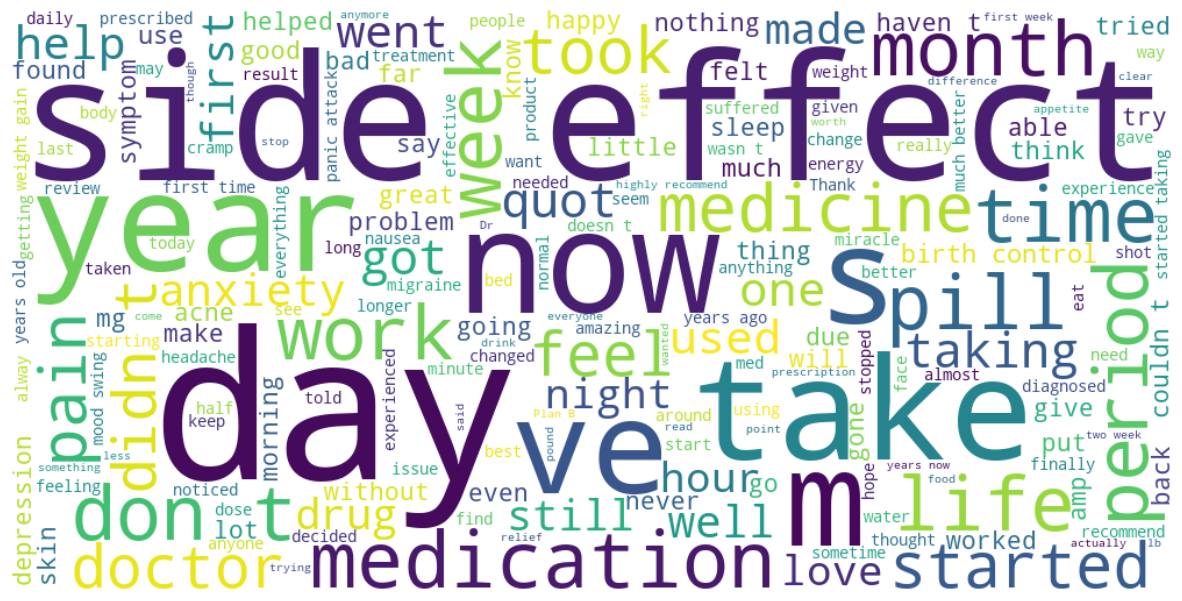 side effect
day
now
take
year
ve
s
m
month
week
took
medicine
time
pill
period
life
started
medication
doctor
don t
didn t
pain
work
feel
night
help
first
went
made
got
quot
one
used
taking
anxiety
drug
still
well
hour
love
daily
prescribed
use
found
symptom
helped
good
bad
happy
know
people
anymore
treatment
nothing
haven t
first week
tried
way
may
result
far
felt
weight
difference
clear
though
body
last
cramp
stop
panic attack
say
effective
product
suffered
sleep
given
change
right
worth
really
able
think
appetite
try
gave
much better
little
want
wasn t
much
energy
weight gain
getting
review
first time
everything
great
problem
needed
highly recommend
seem
Thank
experience
started taking
today
long
nausea
Dr
doesn t
normal
thing
miracle
done
birth control
shot
taken
migraine
longer
bed
anything
better
eat
years old
mg
acne
see
come
make
starting
going
everyone
amazing
years ago
due
will
stopped
face
need
couldn t
alway
headache
minute
changed
drink
wanted
med
prescription
almost
diagnosed
mood swing
half
keep
told
experienced
said
Plan B
around
using
gone
give
morning
read
start
point
put
two week
back
depression
something
less
feeling
issue
best
even
never
go
hope
years now
food
amp
finally
noticed
without
dose
skin
lot
anyone
decided
find
relief
trying
water
recommend
sometime
thought
worked
actually
lb
pound